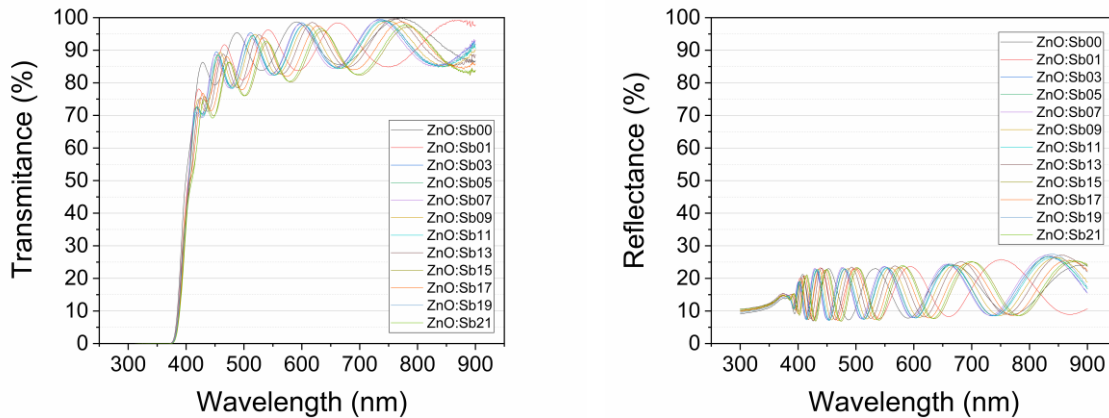 Transmitance (%)
100
90
80
70
60
50
40
30
20
10
0
300 400 500 600 700 800 900
Wavelength (nm)
ZnO:Sb00
ZnO:Sb01
ZnO:Sb03
ZnO:Sb05
ZnO:Sb07
ZnO:Sb09
ZnO:Sb11
ZnO:Sb13
ZnO:Sb15
ZnO:Sb17
ZnO:Sb19
ZnO:Sb21
Reflectance (%)
100
90
80
70
60
50
40
30
20
10
0
300 400 500 600 700 800 900
Wavelength (nm)
ZnO:Sb00
ZnO:Sb01
ZnO:Sb03
ZnO:Sb05
ZnO:Sb07
ZnO:Sb09
ZnO:Sb11
ZnO:Sb13
ZnO:Sb15
ZnO:Sb17
ZnO:Sb19
ZnO:Sb21